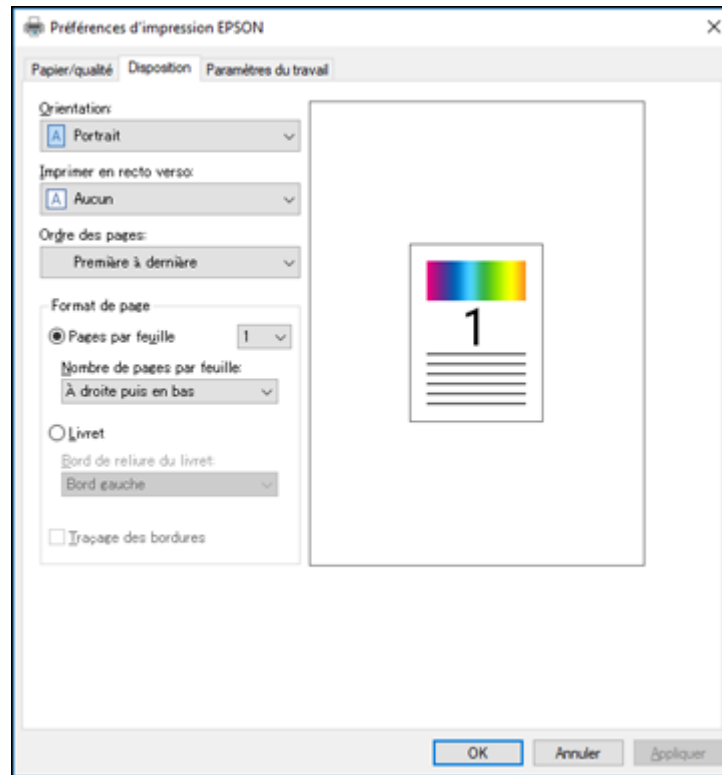 Préférences d'impression EPSON
Papier/qualité Disposition Paramètres du travail
Orientation:
A Portrait
Imprimer en recto verso:
A Aucun
Ordre des pages:
Première à dernière
Format de page
Pages par feuille 1
Nombre de pages par feuille:
À droite puis en bas
Livret
Bord de reliure du livret:
Bord gauche
Traçage des bordures
1
OK Annuler Appliquer